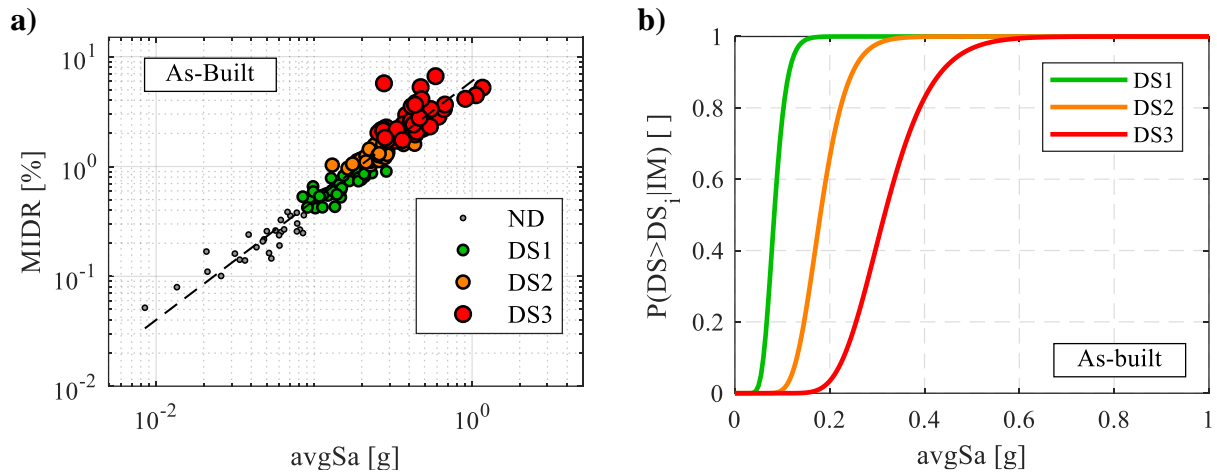 a)
As-Built
MIDR [%]
10^1
10^0
10^-1
10^-2
10^-2
10^0
avgSa [g]
ND
DS1
DS2
DS3
b)
P(DS>DS_i|IM) [ ]
1
0.8
0.6
0.4
0.2
0
0
0.2
0.4
0.6
0.8
1
avgSa [g]
DS1
DS2
DS3
As-built